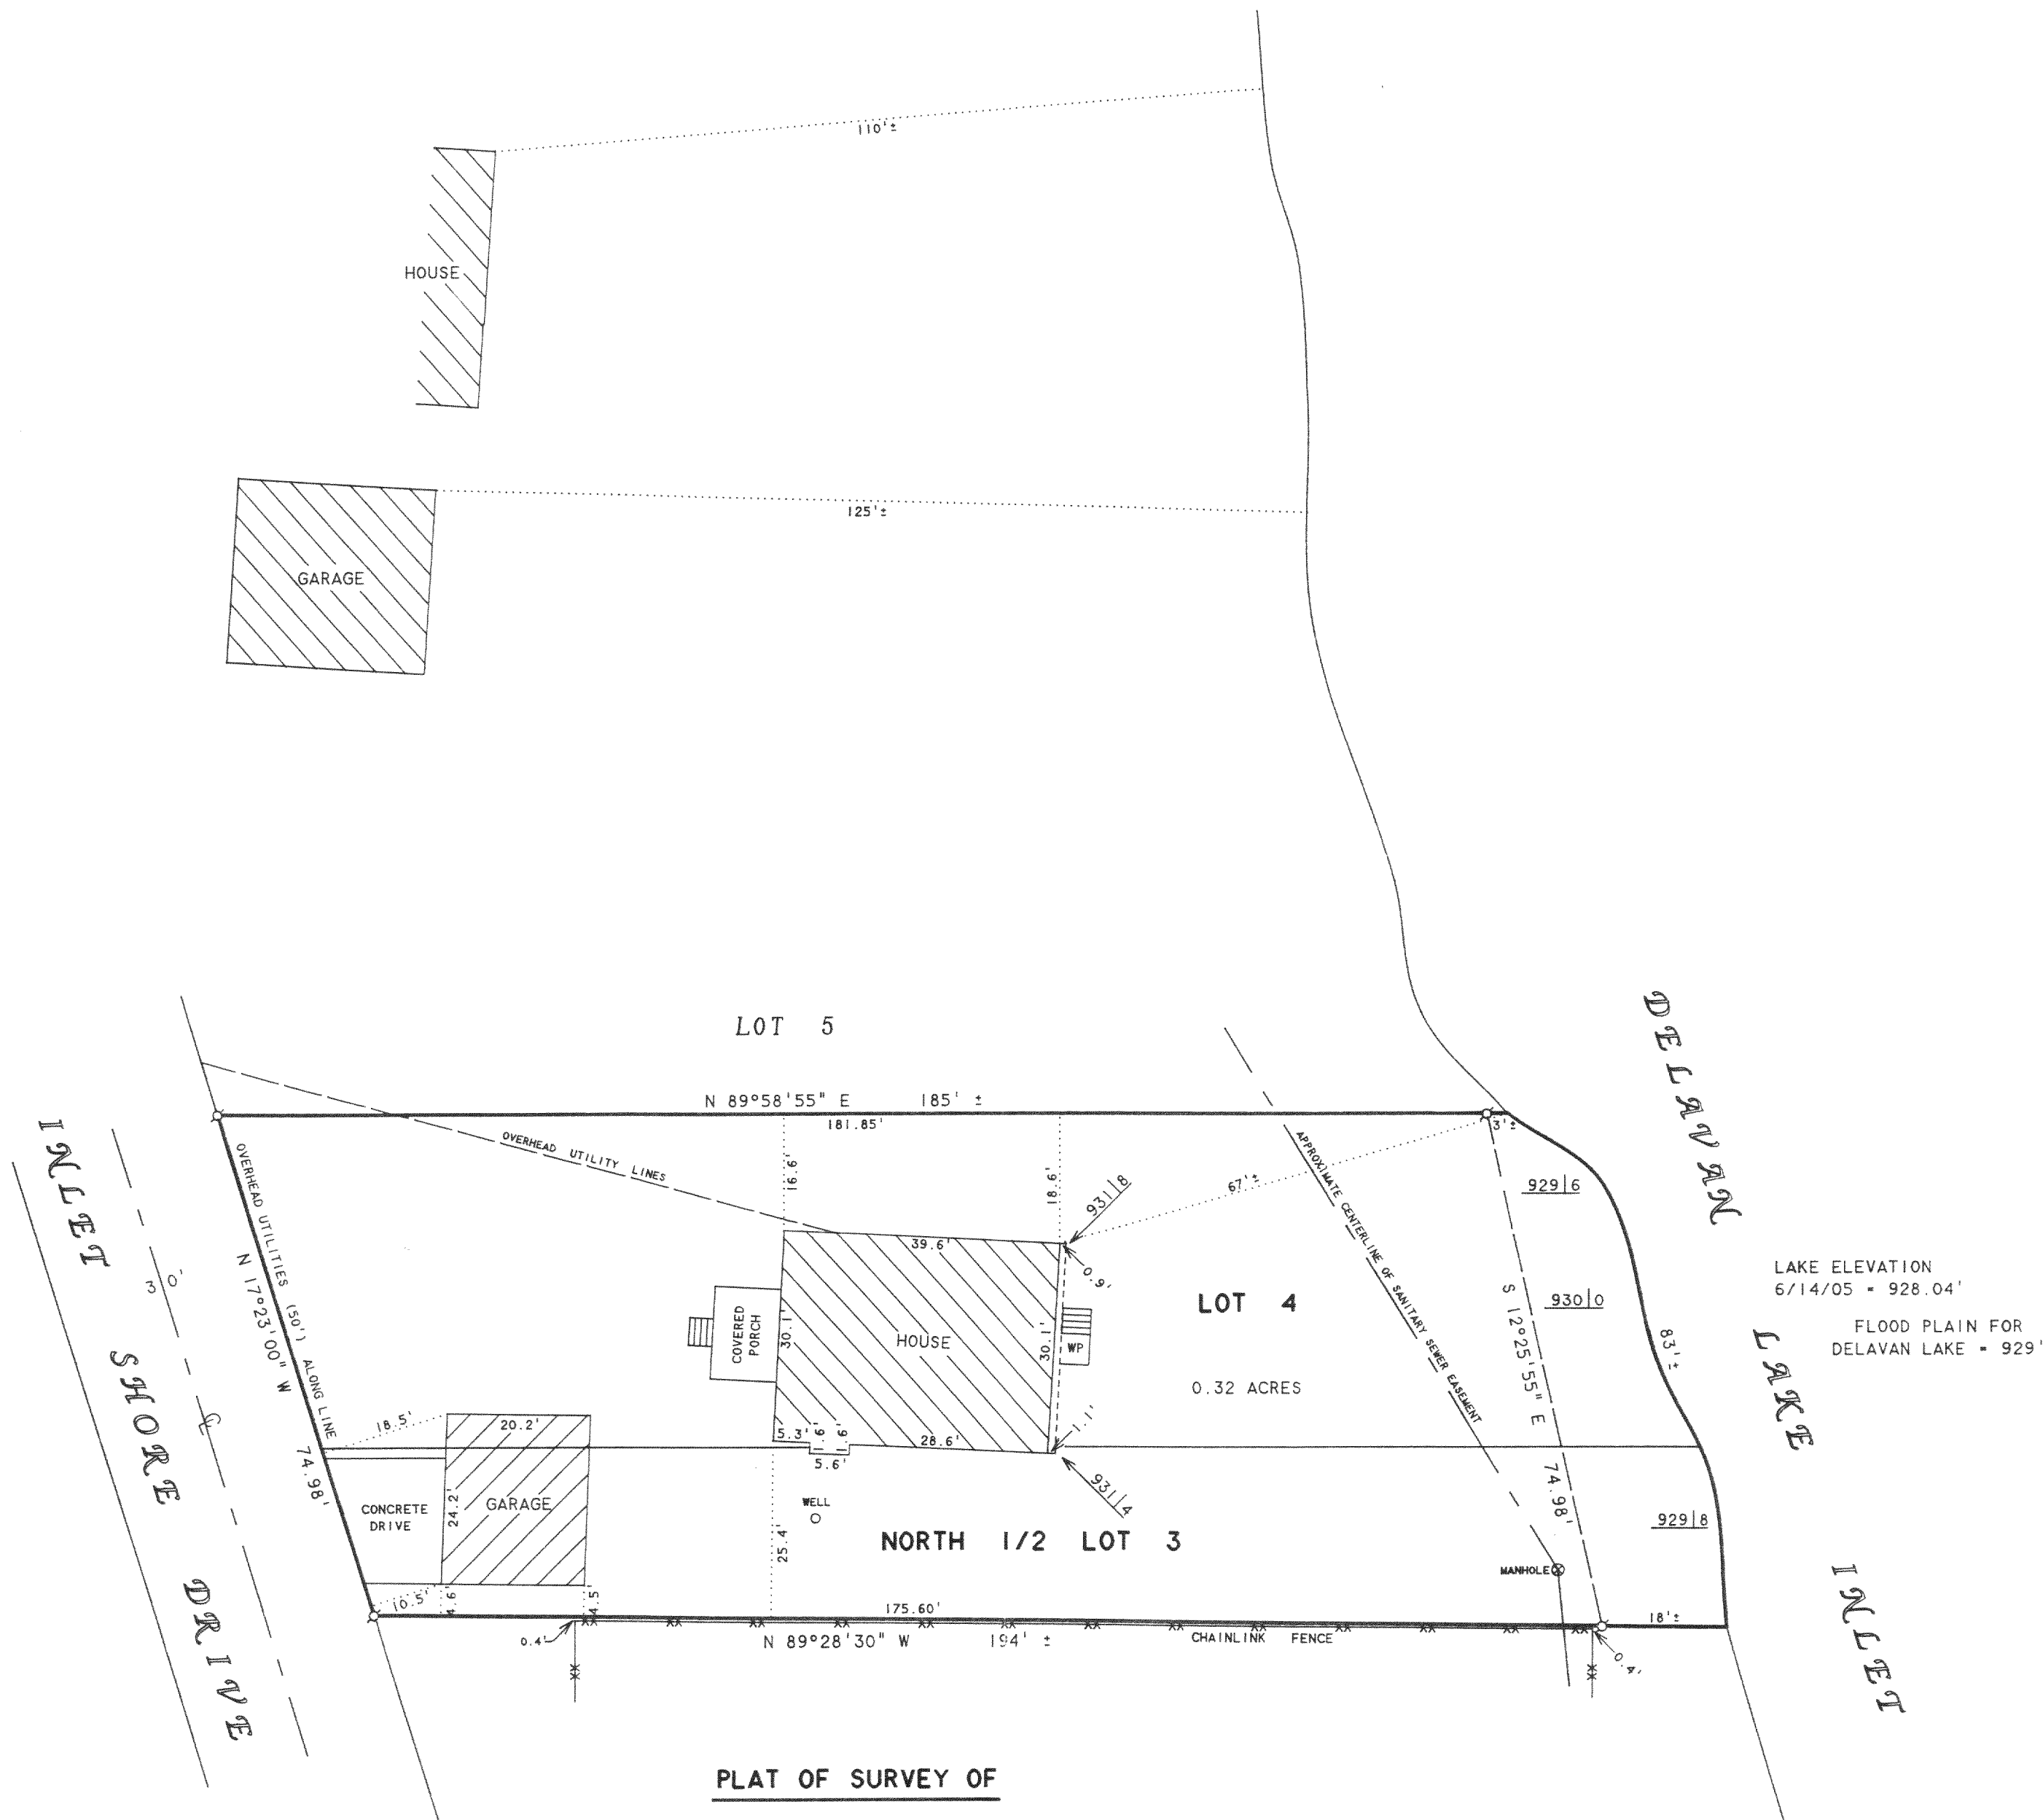 110'±
HOUSE
125'±
GARAGE
LOT 5
N 89°58'55" E 185' ±
181.85'
3'±
OVERHEAD UTILITY LINES
OVERHEAD UTILITIES (50') ALONG LINE
N 17°23'00" W 74.98'
16.6'
18.6'
67'±
931|8
0.9'
APPROXIMATE CENTERLINE OF SANITARY SEWER EASEMENT
929|6
930|0
929|8
S 12°25'55" E 74.98'
83'±
DELAVAN LAKE INLET
LAKE ELEVATION
6/14/05 = 928.04'
FLOOD PLAIN FOR
DELAVAN LAKE = 929'
INLET SHORE DRIVE
30'
39.6'
COVERED
PORCH
30.1'
HOUSE
30.1'
WP
LOT 4
0.32 ACRES
5.3'
1.6'
1.6'
5.6'
28.6'
1.1'
931|4
18.5'
20.2'
CONCRETE
DRIVE
24.2'
GARAGE
WELL
25.4'
NORTH 1/2 LOT 3
MANHOLE
10.5'
4.6'
4.5'
0.4'
175.60'
18'±
N 89°28'30" W 194' ±
CHAINLINK FENCE
0.4'
PLAT OF SURVEY OF